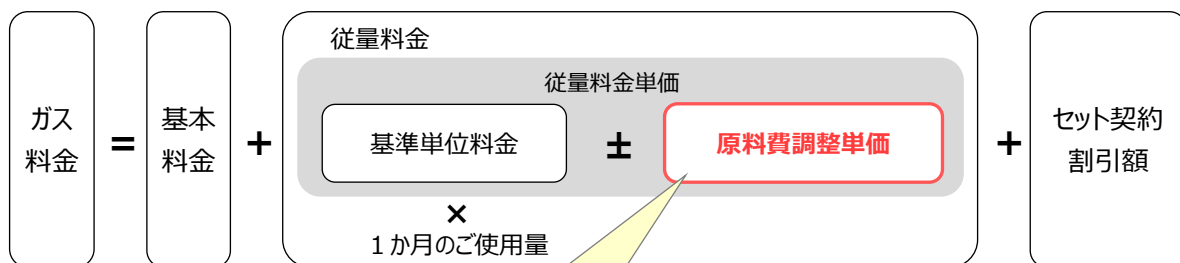 ガス
料金
=
基本
料金
+
従量料金
従量料金単価
基準単位料金
±
原料費調整単価
×
1か月のご使用量
+
セット契約
割引額